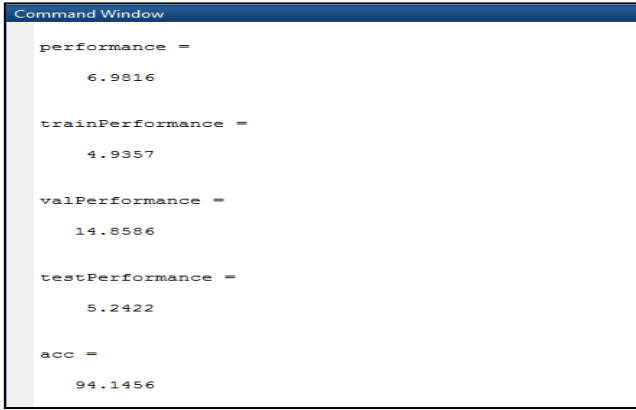 Command Window
performance =
6.9816
trainPerformance =
4.9357
valPerformance =
14.8586
testPerformance =
5.2422
acc =
94.1456